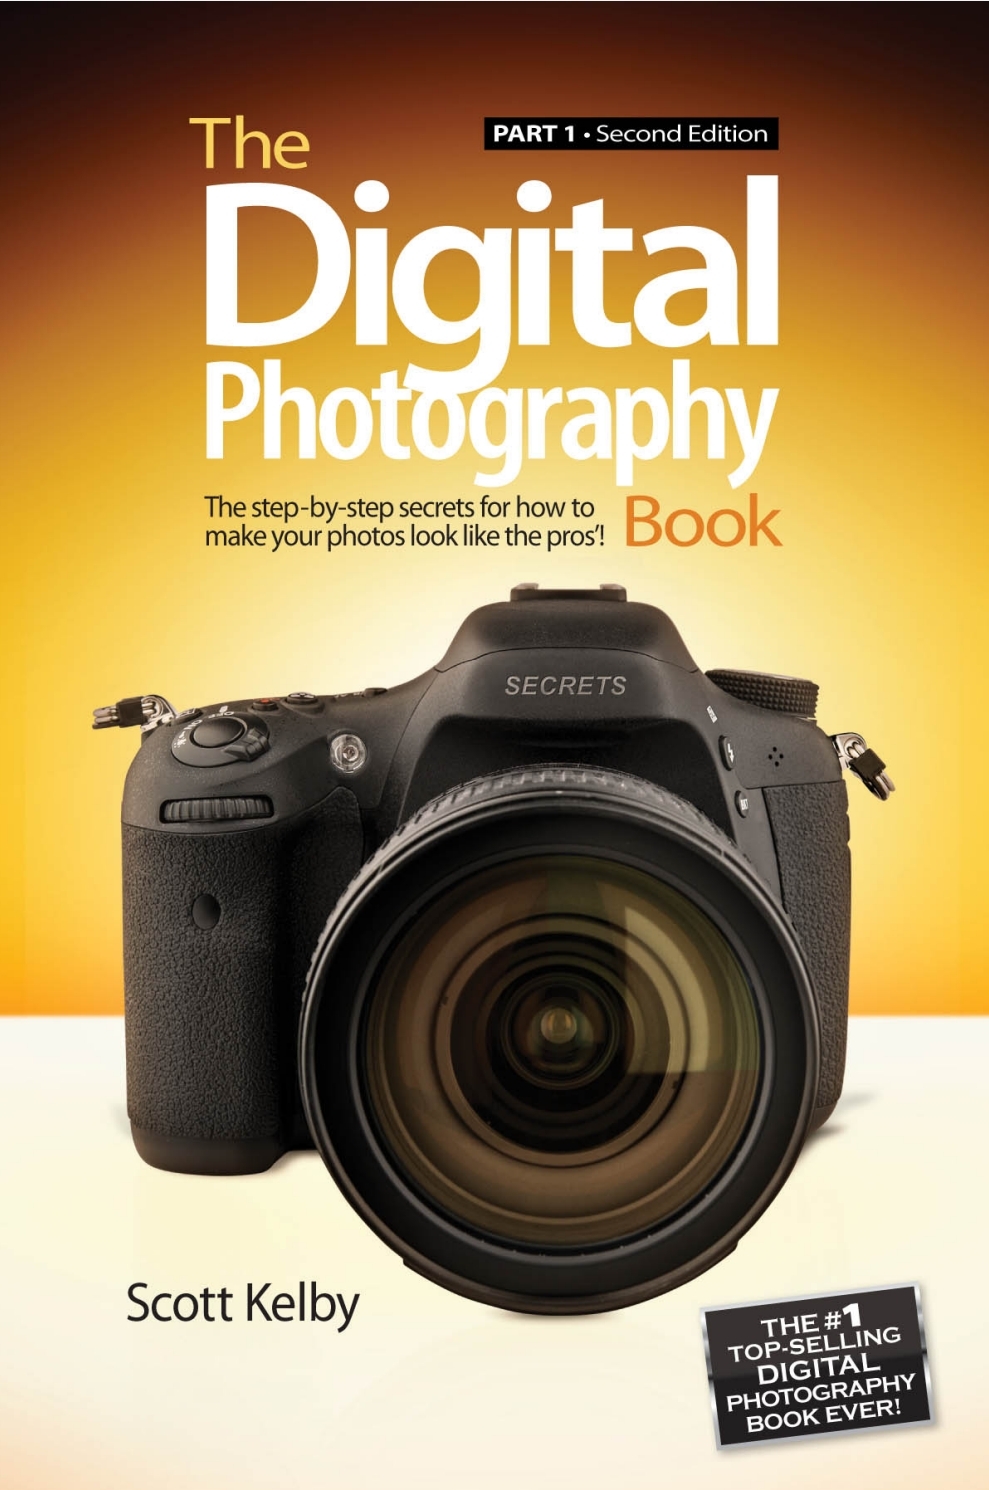 The
PART 1 • Second Edition
Digital
Photography
Book
The step-by-step secrets for how to
make your photos look like the pros'!
SECRETS
Scott Kelby
THE #1
TOP-SELLING
DIGITAL
PHOTOGRAPHY
BOOK EVER!